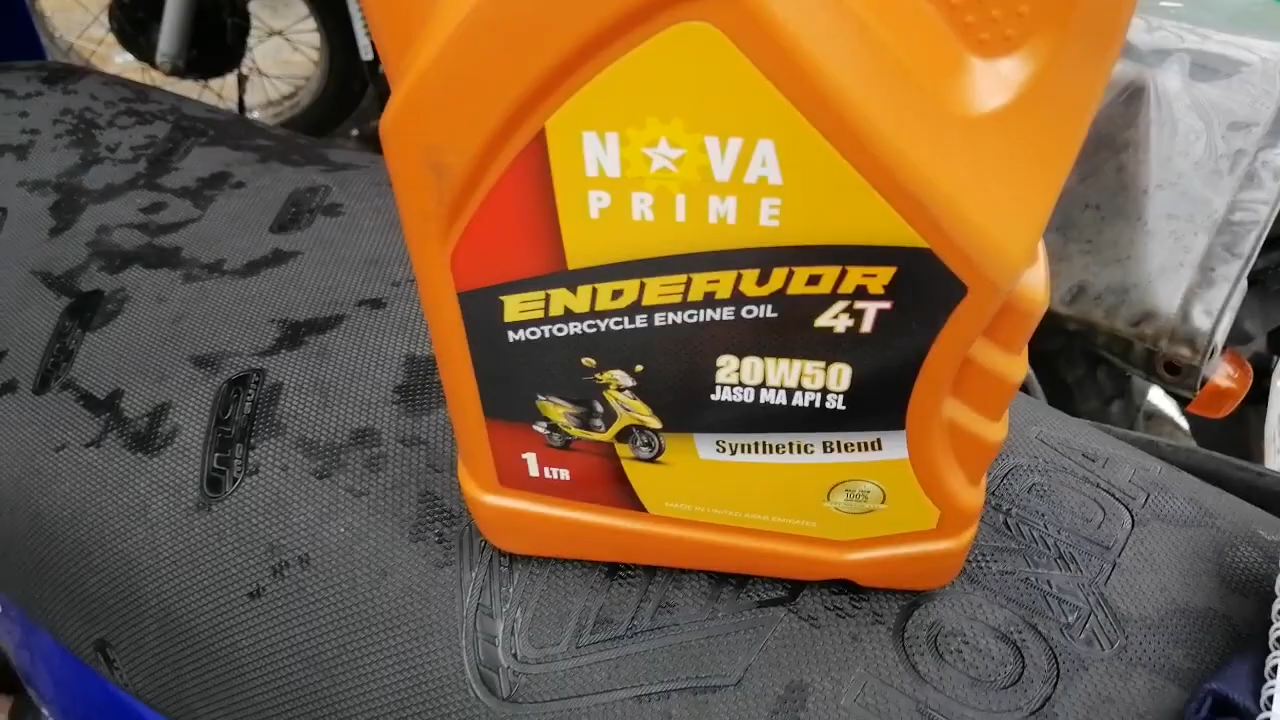 NOVA
PRIME
ENDEAVOR
MOTORCYCLE ENGINE OIL 4T
20W50
JASO MA API SL
Synthetic Blend
1 LTR
100%
MADE IN UNITED ARAB EMIRATES